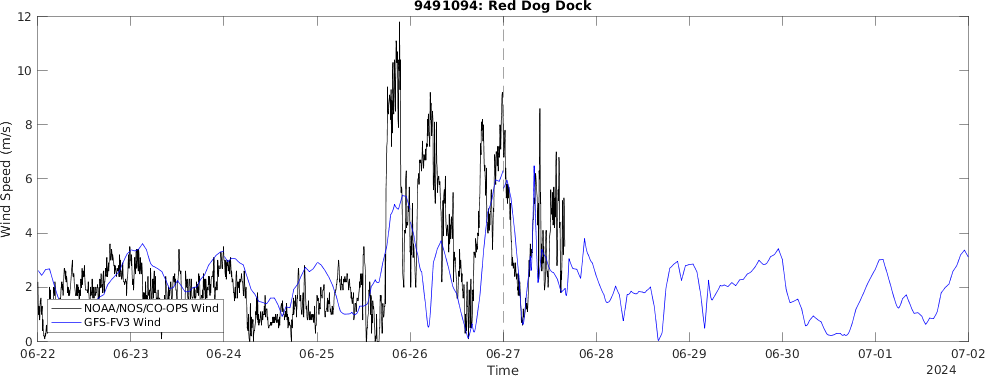 9491094: Red Dog Dock
12
10
8
6
4
2
0
Wind Speed (m/s)
NOAA/NOS/CO-OPS Wind
GFS-FV3 Wind
06-22 06-23 06-24 06-25 06-26 06-27 06-28 06-29 06-30 07-01 07-02
Time
2024